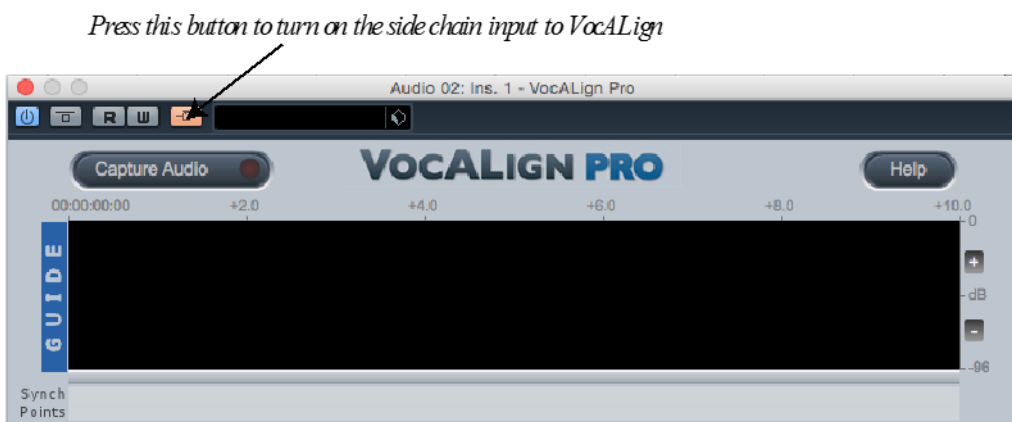 Press this button to turn on the side chain input to VocALign
Audio 02: Ins. 1 - VocALign Pro
R W
Capture Audio
VOCALIGN PRO
Help
00:00:00:00 +2.0 +4.0 +6.0 +8.0 +10.0
0
GUIDE
+
dB
-
-96
Synch
Points